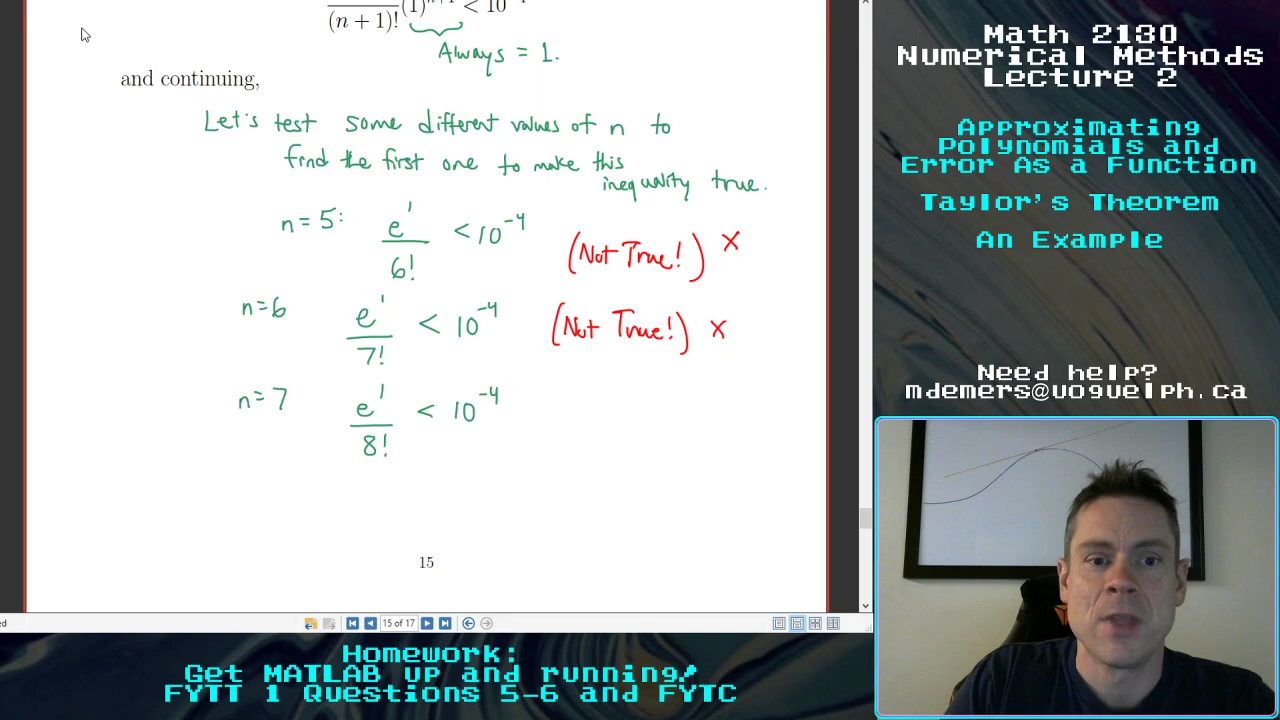 (n + 1)! (1)ⁿ⁺¹ < 10⁻⁴
Always = 1.
and continuing,
Let's test some different values of n to
find the first one to make this
inequality true.
n = 5: e¹/6! < 10⁻⁴ (Not True!) X
n=6 e¹/7! < 10⁻⁴ (Not True!) X
n=7 e¹/8! < 10⁻⁴
15
15 of 17
Math 2130
Numerical Methods
Lecture 2
Approximating
Polynomials and
Error As a Function
Taylor's Theorem
An Example
Need help?
mdemers@uoguelph.ca
Homework:
Get MATLAB up and running!
FYTT 1 Questions 5-6 and FYTC